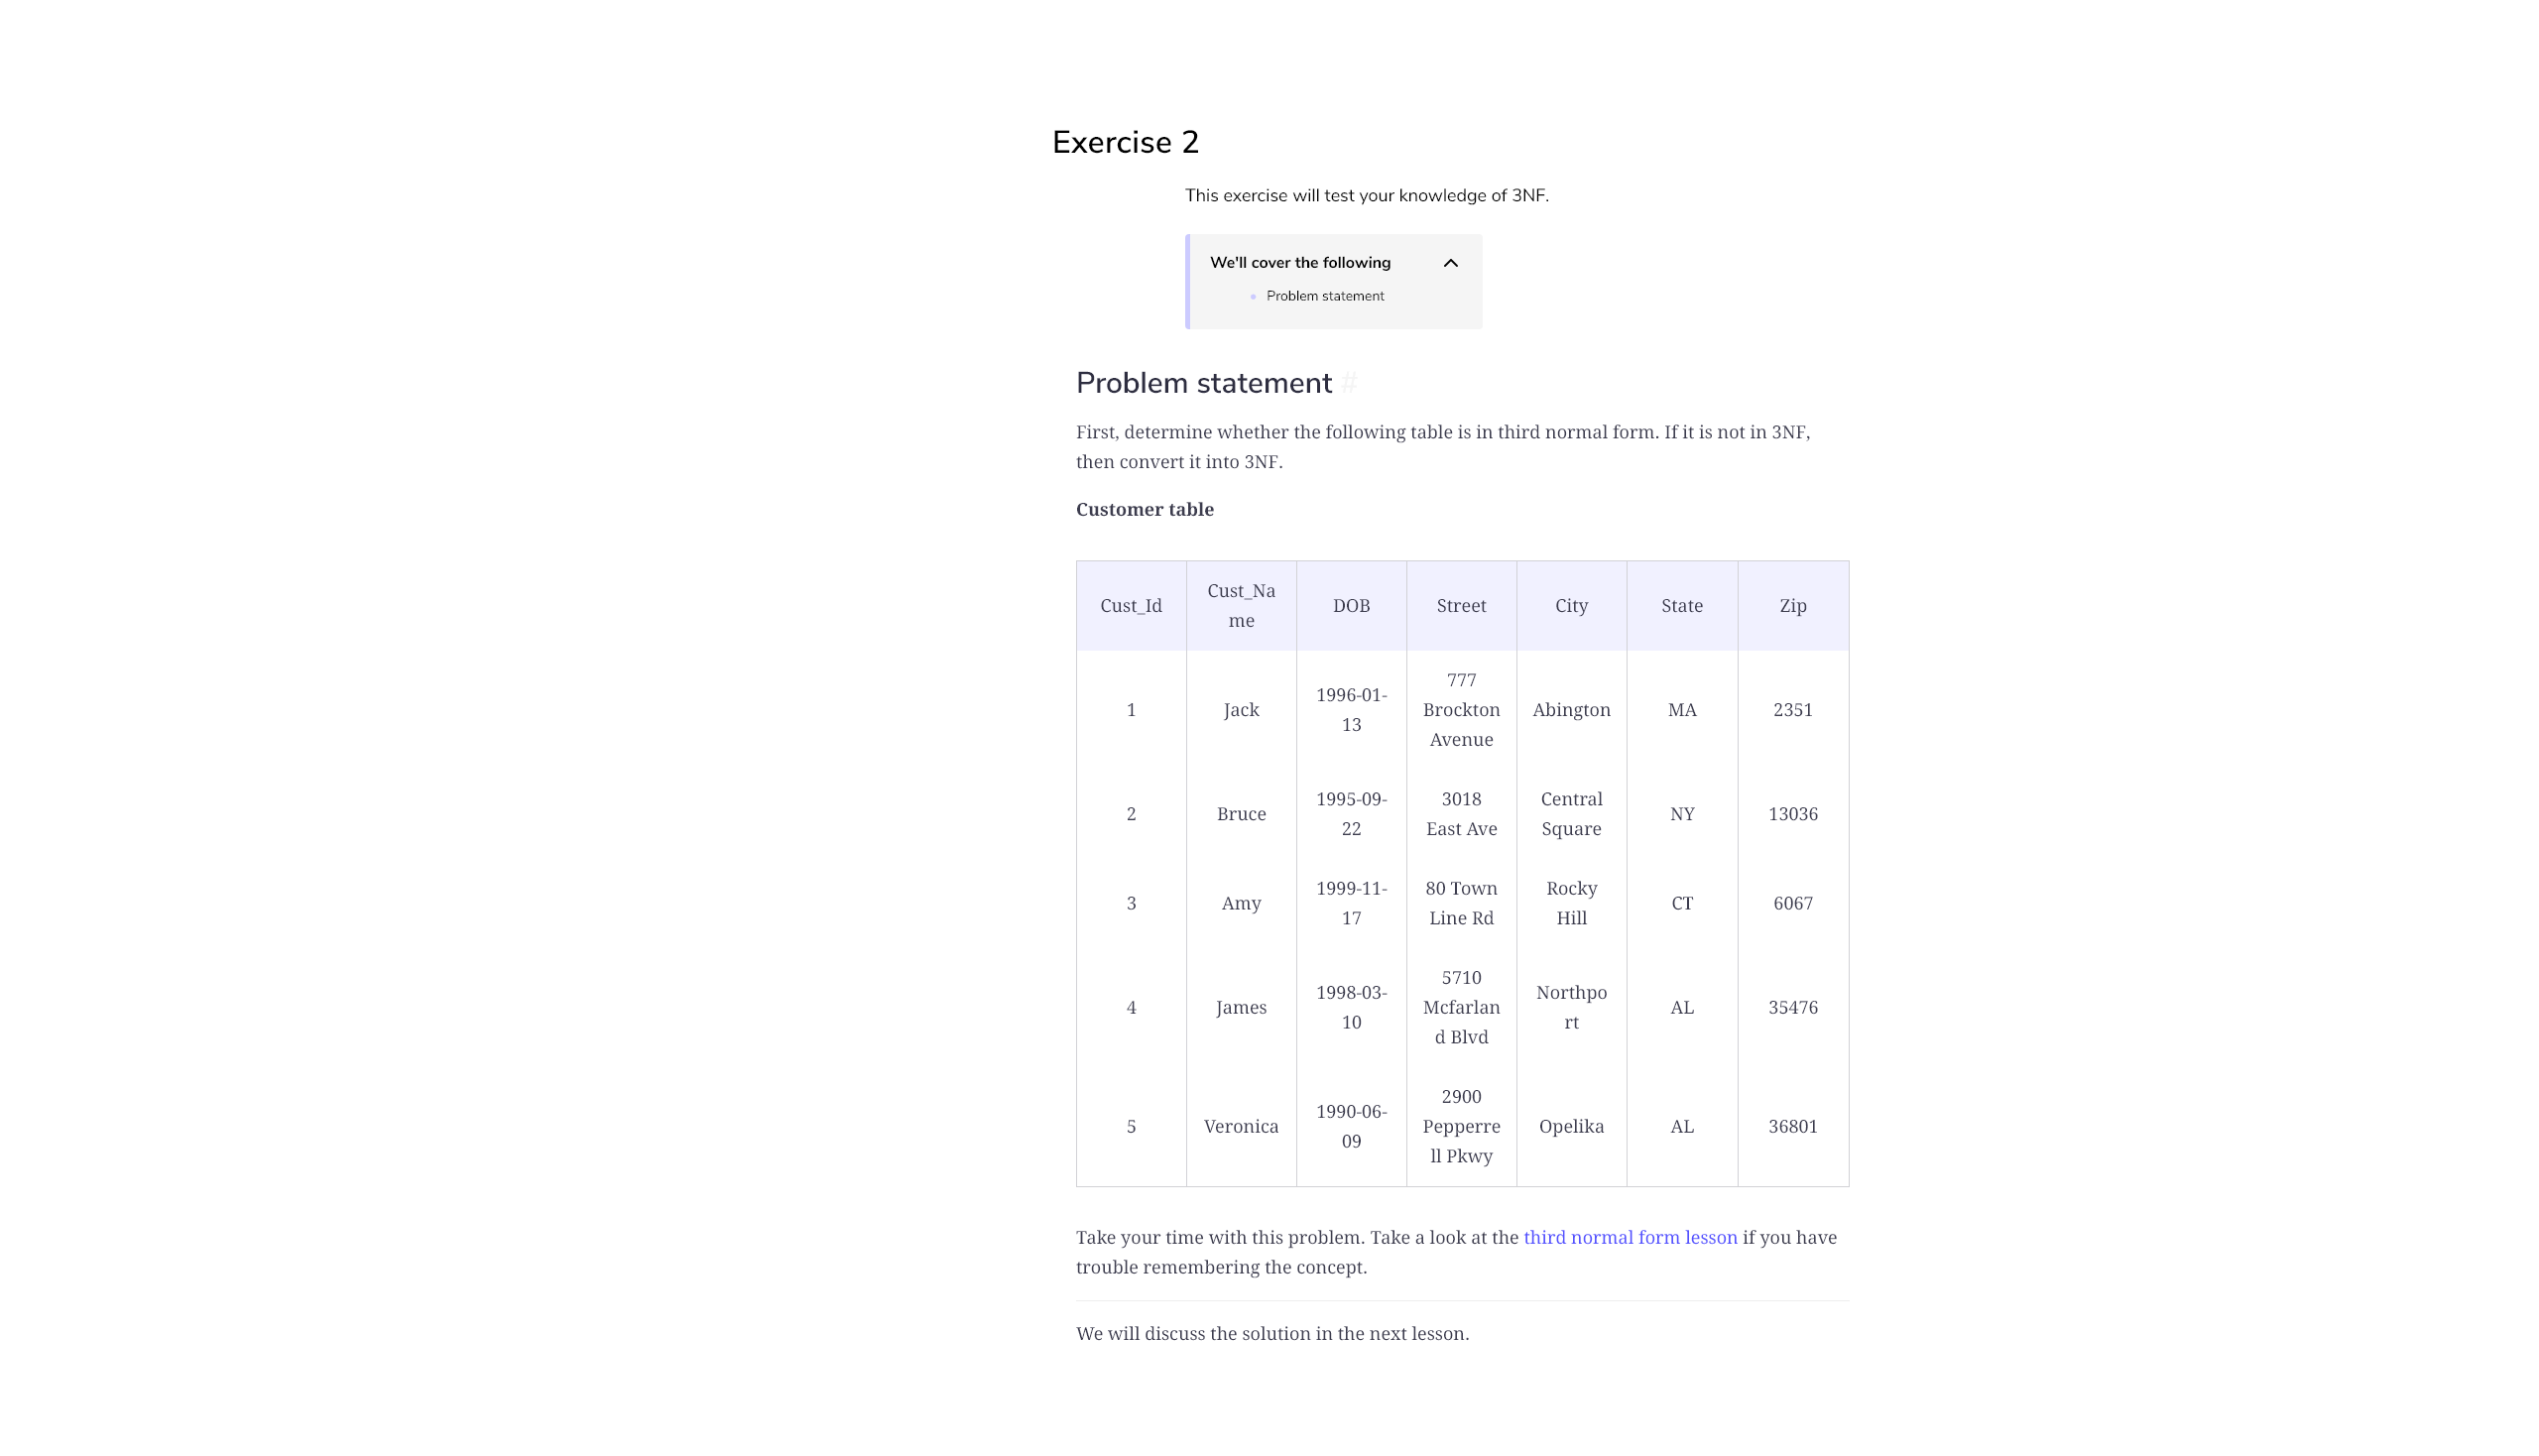 Exercise 2
This exercise will test your knowledge of 3NF.
We'll cover the following
Problem statement
Problem statement #
First, determine whether the following table is in third normal form. If it is not in 3NF,
then convert it into 3NF.
Customer table
Cust_Id Cust_Na me DOB Street City State Zip
1 Jack 1996-01- 13 777 Brockton Avenue Abington MA 2351
2 Bruce 1995-09- 22 3018 East Ave Central Square NY 13036
3 Amy 1999-11- 17 80 Town Line Rd Rocky Hill CT 6067
4 James 1998-03- 10 5710 Mcfarlan d Blvd Northpo rt AL 35476
5 Veronica 1990-06- 09 2900 Pepperre ll Pkwy Opelika AL 36801
Take your time with this problem. Take a look at the third normal form lesson if you have
trouble remembering the concept.
We will discuss the solution in the next lesson.